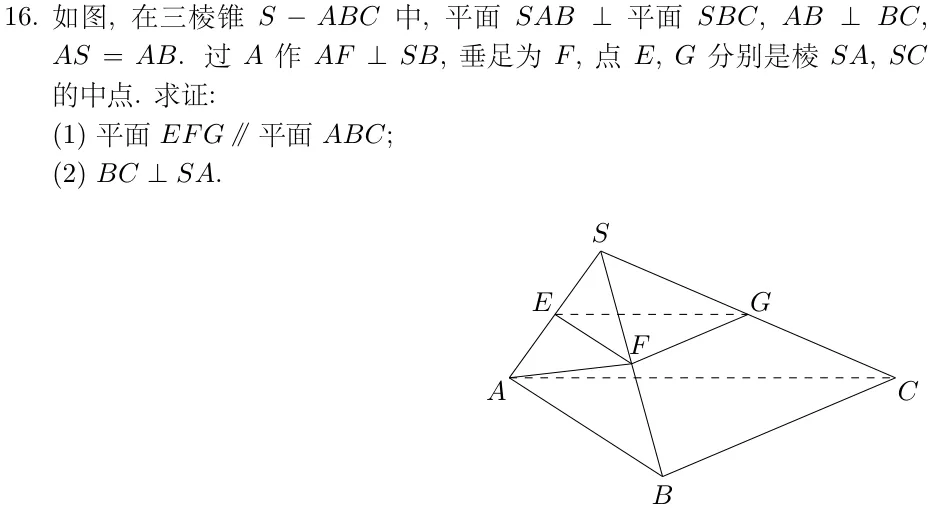 16. 如图, 在三棱锥 S − ABC 中, 平面 SAB ⊥ 平面 SBC, AB ⊥ BC,
AS = AB. 过 A 作 AF ⊥ SB, 垂足为 F, 点 E, G 分别是棱 SA, SC
的中点. 求证:
(1) 平面 EFG ∥ 平面 ABC;
(2) BC ⊥ SA.
S
E
G
F
A
C
B